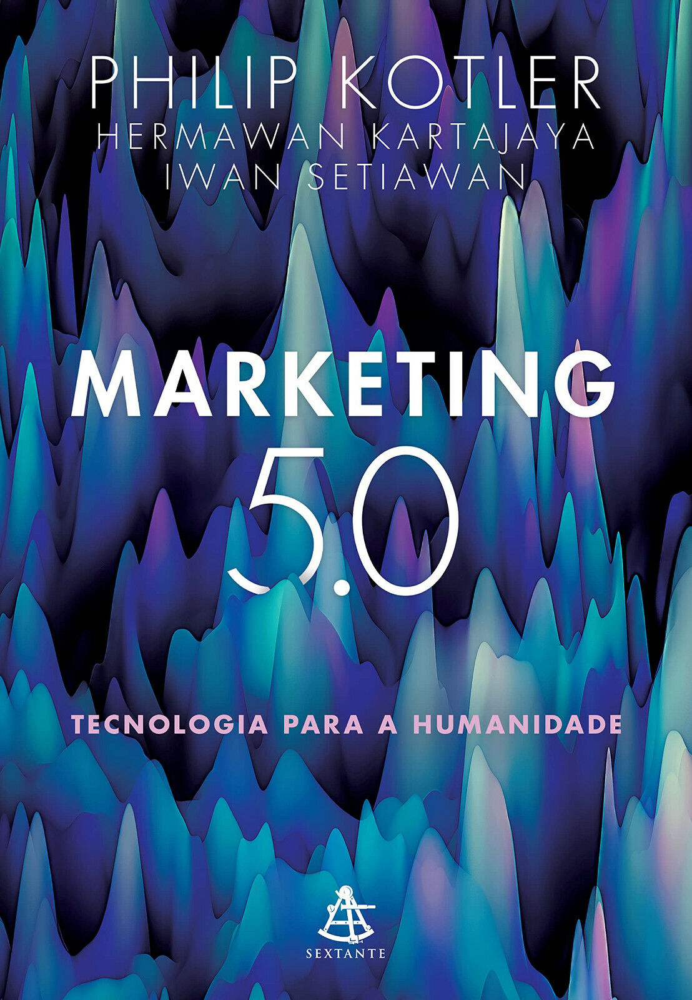 PHILIP KOTLER
HERMAWAN KARTAJAYA
IWAN SETIAWAN
MARKETING
5.0
TECNOLOGIA PARA A HUMANIDADE
SEXTANTE